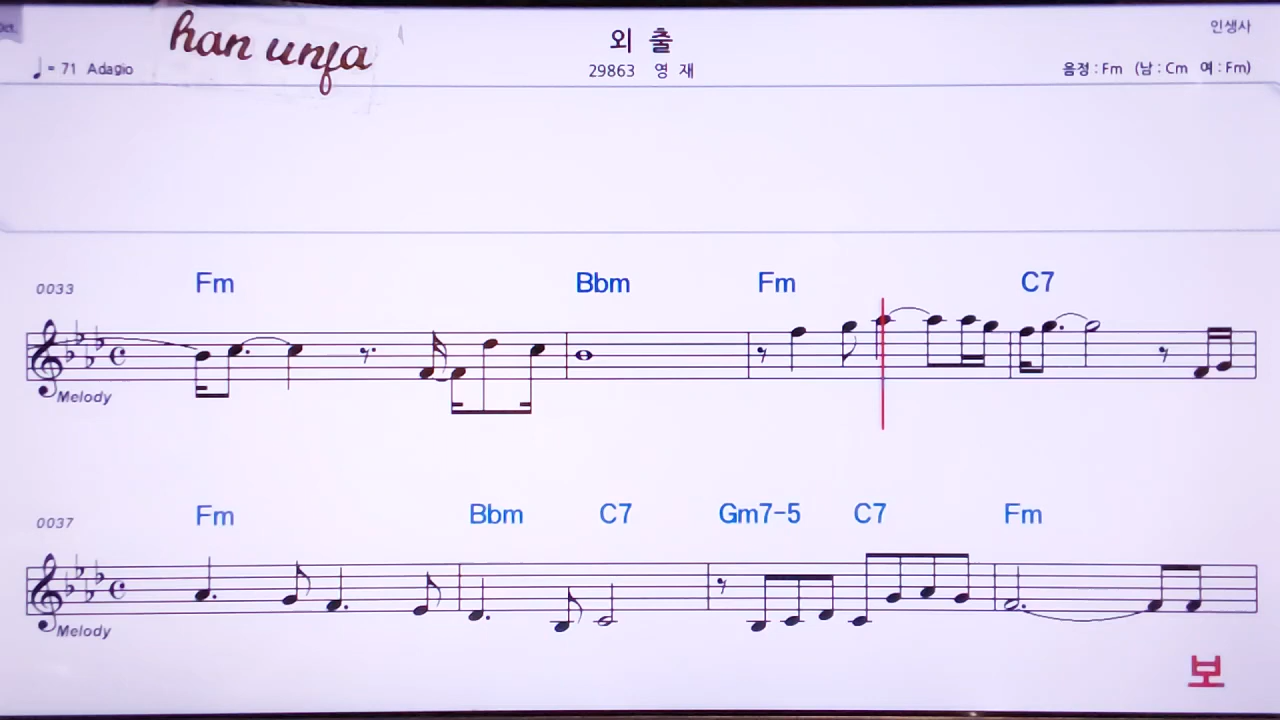 han unfa
외 출
인생사
♩= 71 Adagio
29863 영 재
음정 : Fm (남 : Cm 여 : Fm)
0033 Fm Bbm Fm C7
Melody
0037 Fm Bbm C7 Gm7-5 C7 Fm
Melody
보